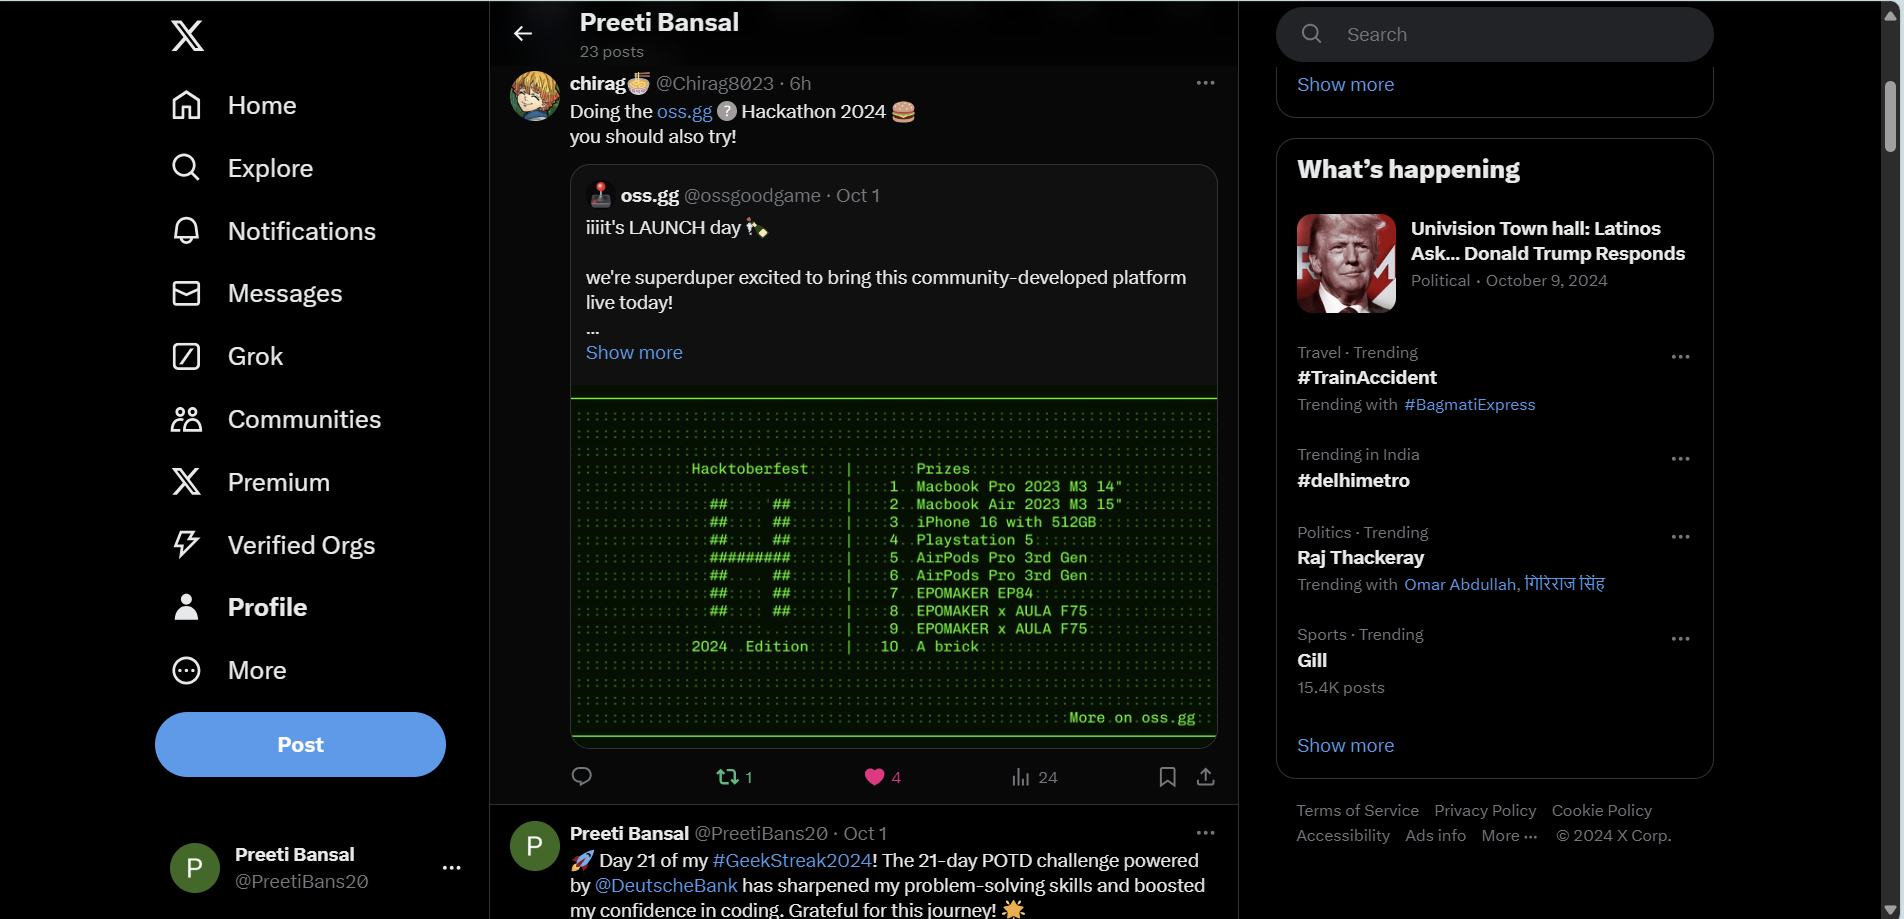 Home
Explore
Notifications
Messages
Grok
Communities
Premium
Verified Orgs
Profile
More
Post
P
Preeti Bansal
@PreetiBans20
Preeti Bansal
23 posts
chirag🍜 @Chirag8023 · 6h
Doing the oss.gg ? Hackathon 2024 🍔
you should also try!
oss.gg @ossgoodgame · Oct 1
iiiit's LAUNCH day 🍾
we're superduper excited to bring this community-developed platform
live today!
...
Show more
Hacktoberfest | Prizes
| 1 Macbook Pro 2023 M3 14"
## ## | 2 Macbook Air 2023 M3 15"
## ## | 3 iPhone 16 with 512GB
## ## | 4 Playstation 5
######### | 5 AirPods Pro 3rd Gen
## ## | 6 AirPods Pro 3rd Gen
## ## | 7 EPOMAKER EP84
## ## | 8 EPOMAKER x AULA F75
| 9 EPOMAKER x AULA F75
2024 Edition | 10 A brick
More on oss.gg
1 4 24
P
Preeti Bansal @PreetiBans20 · Oct 1
🚀 Day 21 of my #GeekStreak2024! The 21-day POTD challenge powered
by @DeutscheBank has sharpened my problem-solving skills and boosted
my confidence in coding. Grateful for this journey! 🌟
Search
Show more
What's happening
Univision Town hall: Latinos
Ask... Donald Trump Responds
Political · October 9, 2024
Travel · Trending
#TrainAccident
Trending with #BagmatiExpress
Trending in India
#delhimetro
Politics · Trending
Raj Thackeray
Trending with Omar Abdullah, गिरिराज सिंह
Sports · Trending
Gill
15.4K posts
Show more
Terms of Service Privacy Policy Cookie Policy
Accessibility Ads info More ··· © 2024 X Corp.